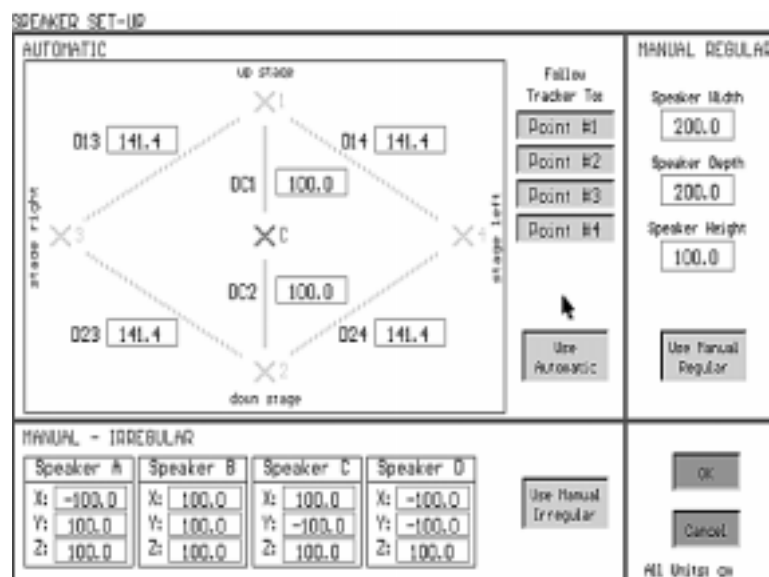 SPEAKER SET-UP
AUTOMATIC
up stage
1
D13 141.4
D14 141.4
DC1 100.0
stage right
3
C
4
stage left
DC2 100.0
D23 141.4
D24 141.4
2
down stage
Follow
Tracker To:
Point #1
Point #2
Point #3
Point #4
Use
Automatic
MANUAL REGULAR
Speaker Width
200.0
Speaker Depth
200.0
Speaker Height
100.0
Use Manual
Regular
MANUAL - IRREGULAR
Speaker A
X: -100.0
Y: 100.0
Z: 100.0
Speaker B
X: 100.0
Y: 100.0
Z: 100.0
Speaker C
X: 100.0
Y: -100.0
Z: 100.0
Speaker D
X: -100.0
Y: -100.0
Z: 100.0
Use Manual
Irregular
OK
Cancel
All Units: cm